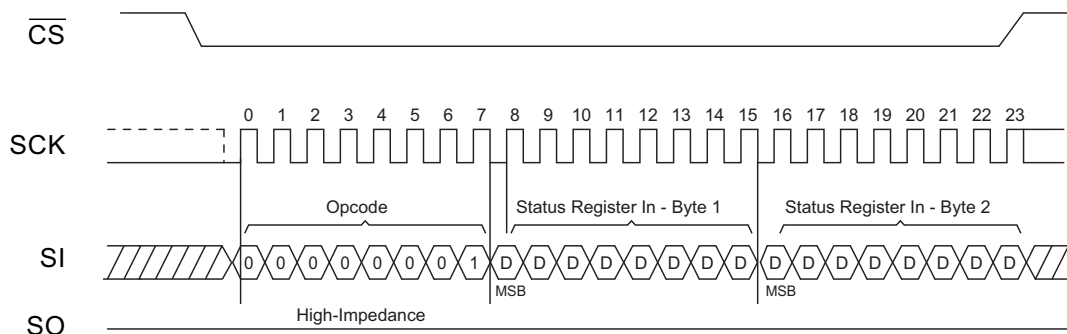 CS
0 1 2 3 4 5 6 7 8 9 10 11 12 13 14 15 16 17 18 19 20 21 22 23
SCK
Opcode Status Register In - Byte 1 Status Register In - Byte 2
SI 0 0 0 0 0 0 0 1 D D D D D D D D D D D D D D D D
MSB MSB
High-Impedance
SO